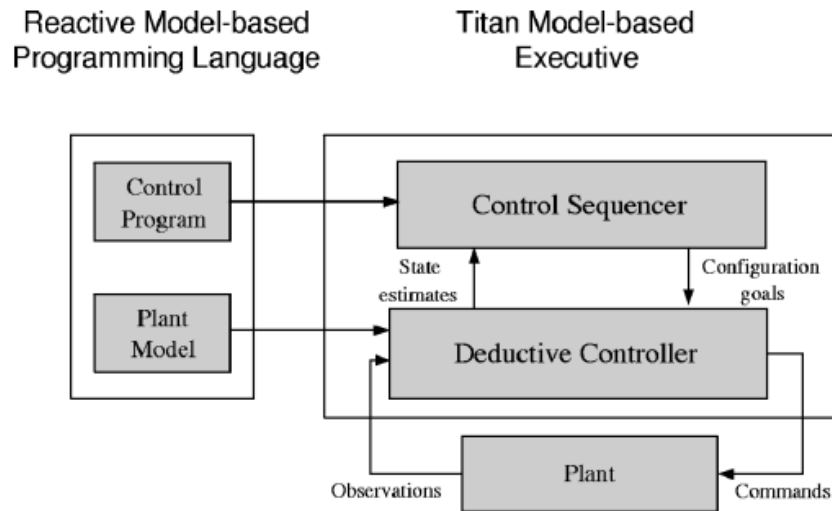 Reactive Model-based
Programming Language
Titan Model-based
Executive
Control
Program
Control Sequencer
State
estimates
Configuration
goals
Plant
Model
Deductive Controller
Plant
Observations
Commands